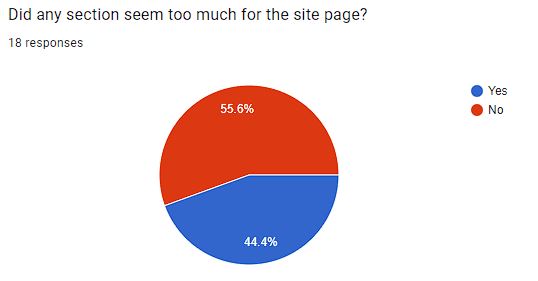 Did any section seem too much for the site page?
18 responses
Yes
No
55.6%
44.4%